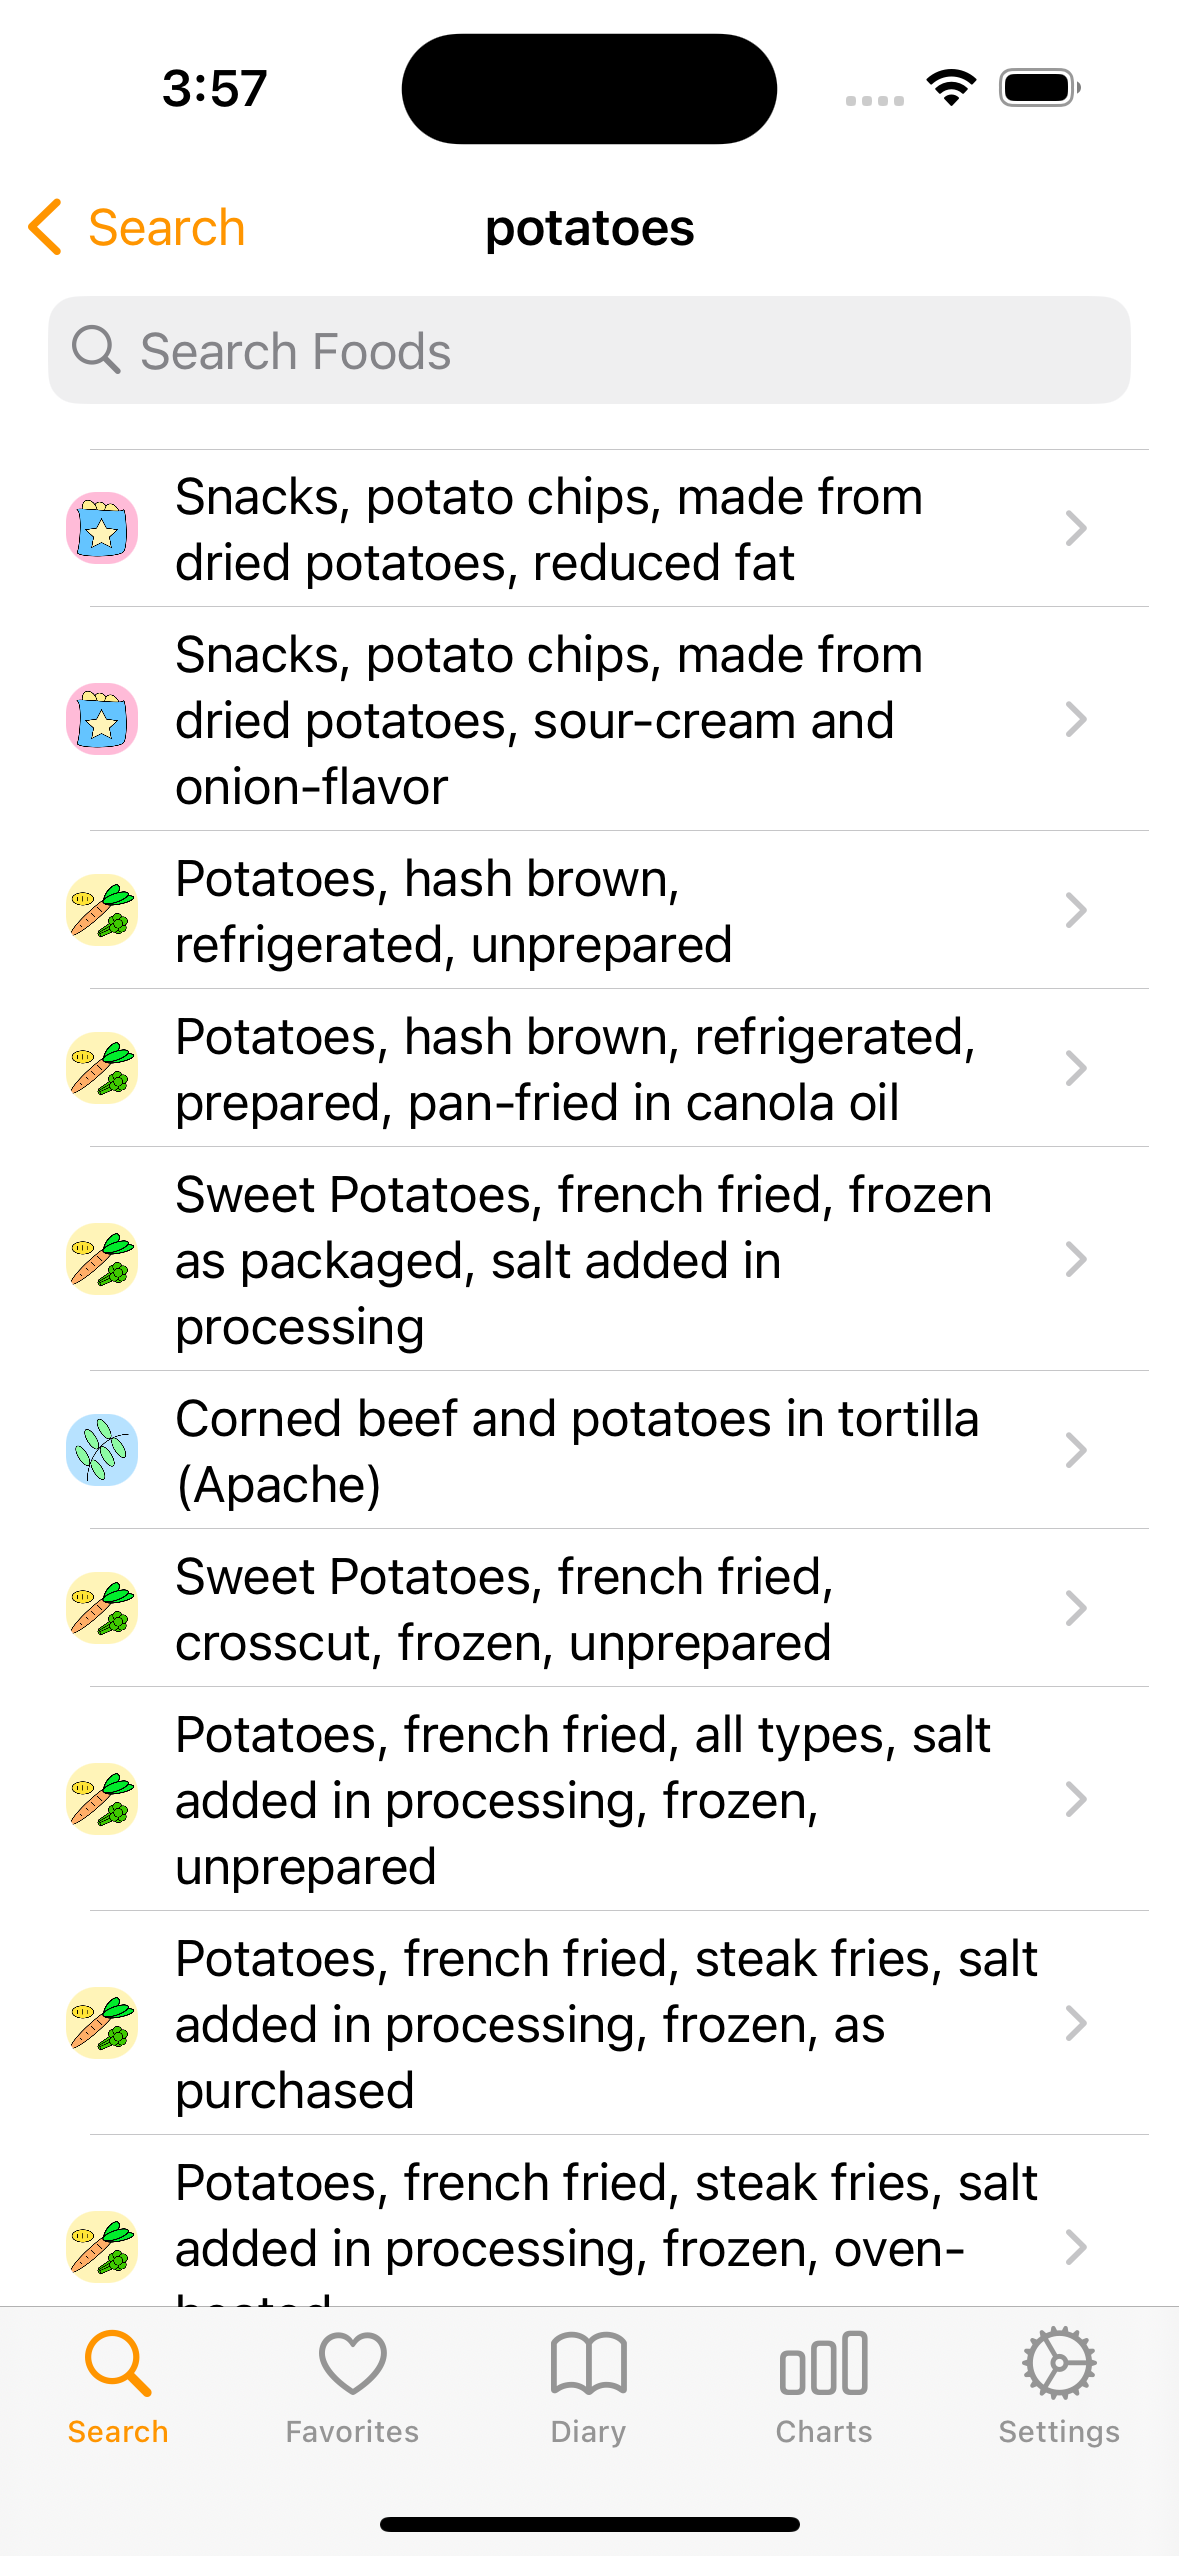 3:57
Search
potatoes
Search Foods
Snacks, potato chips, made from
dried potatoes, reduced fat
Snacks, potato chips, made from
dried potatoes, sour-cream and
onion-flavor
Potatoes, hash brown,
refrigerated, unprepared
Potatoes, hash brown, refrigerated,
prepared, pan-fried in canola oil
Sweet Potatoes, french fried, frozen
as packaged, salt added in
processing
Corned beef and potatoes in tortilla
(Apache)
Sweet Potatoes, french fried,
crosscut, frozen, unprepared
Potatoes, french fried, all types, salt
added in processing, frozen,
unprepared
Potatoes, french fried, steak fries, salt
added in processing, frozen, as
purchased
Potatoes, french fried, steak fries, salt
added in processing, frozen, oven-
Search
Favorites
Diary
Charts
Settings